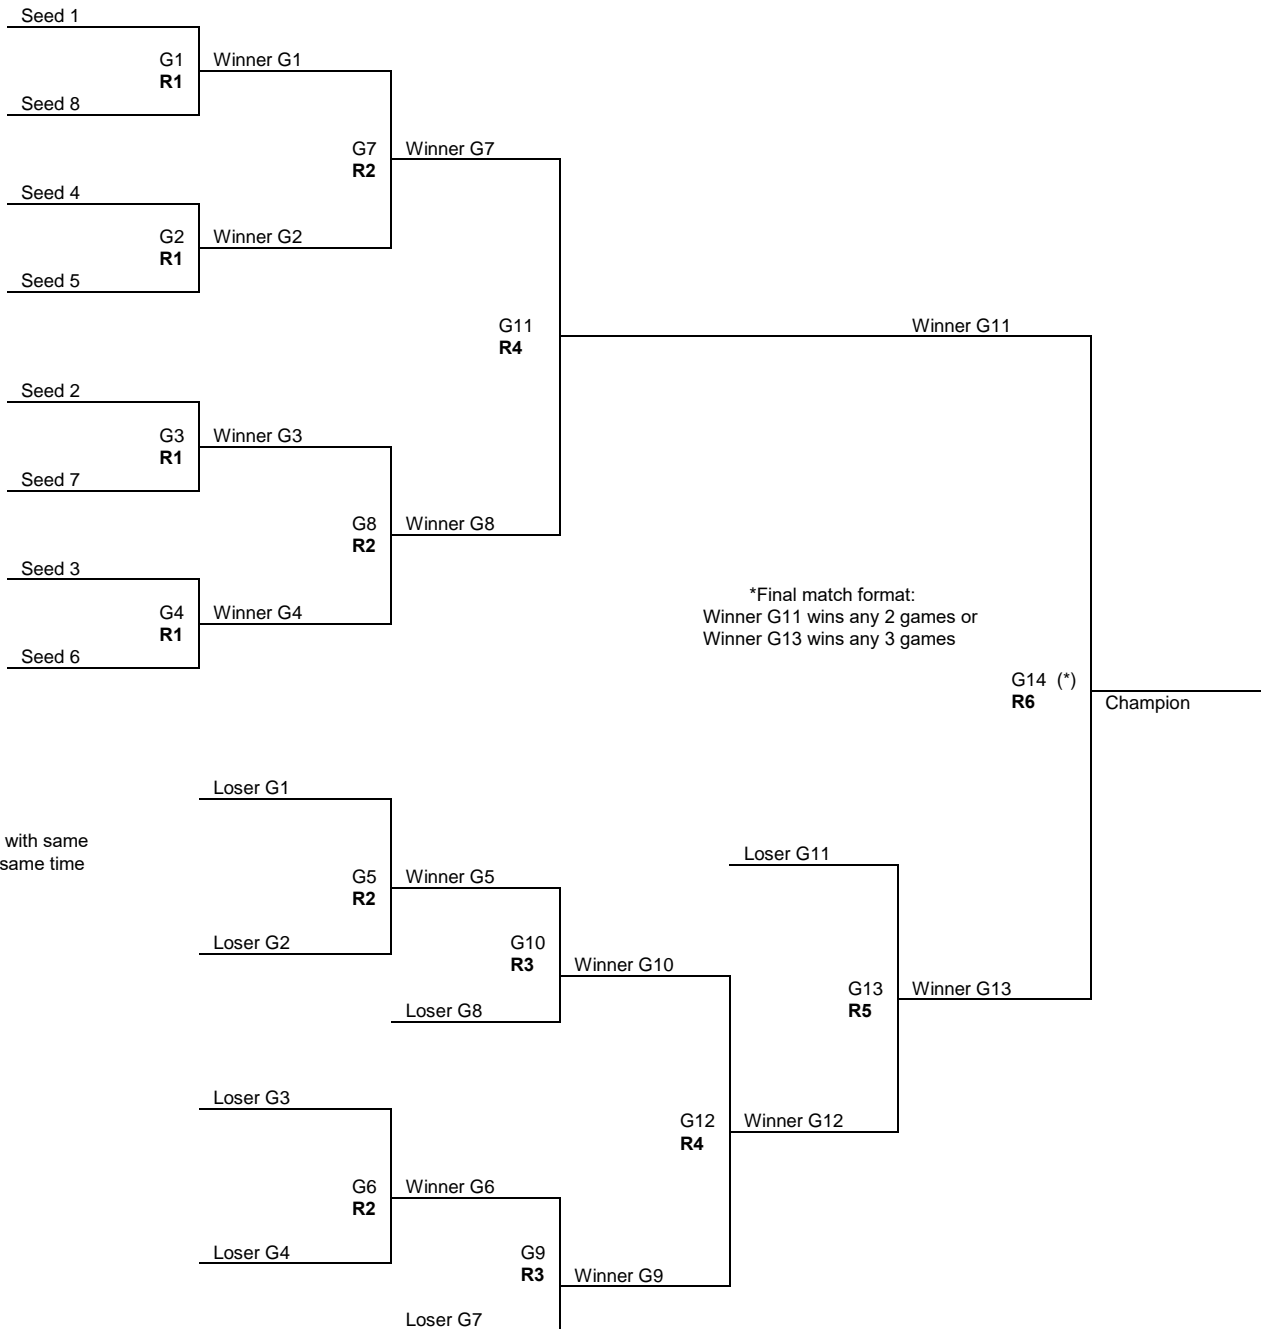 Seed 1
G1
R1
Winner G1
Seed 8
G7
R2
Winner G7
Seed 4
G2
R1
Winner G2
Seed 5
G11
R4
Winner G11
Seed 2
G3
R1
Winner G3
Seed 7
G8
R2
Winner G8
Seed 3
G4
R1
Winner G4
Seed 6
*Final match format:
Winner G11 wins any 2 games or
Winner G13 wins any 3 games
G14 (*)
R6
Champion
Loser G1
with same
same time
G5
R2
Winner G5
Loser G2
Loser G11
G10
R3
Winner G10
Loser G8
G13
R5
Winner G13
Loser G3
G12
R4
Winner G12
G6
R2
Winner G6
Loser G4
G9
R3
Winner G9
Loser G7